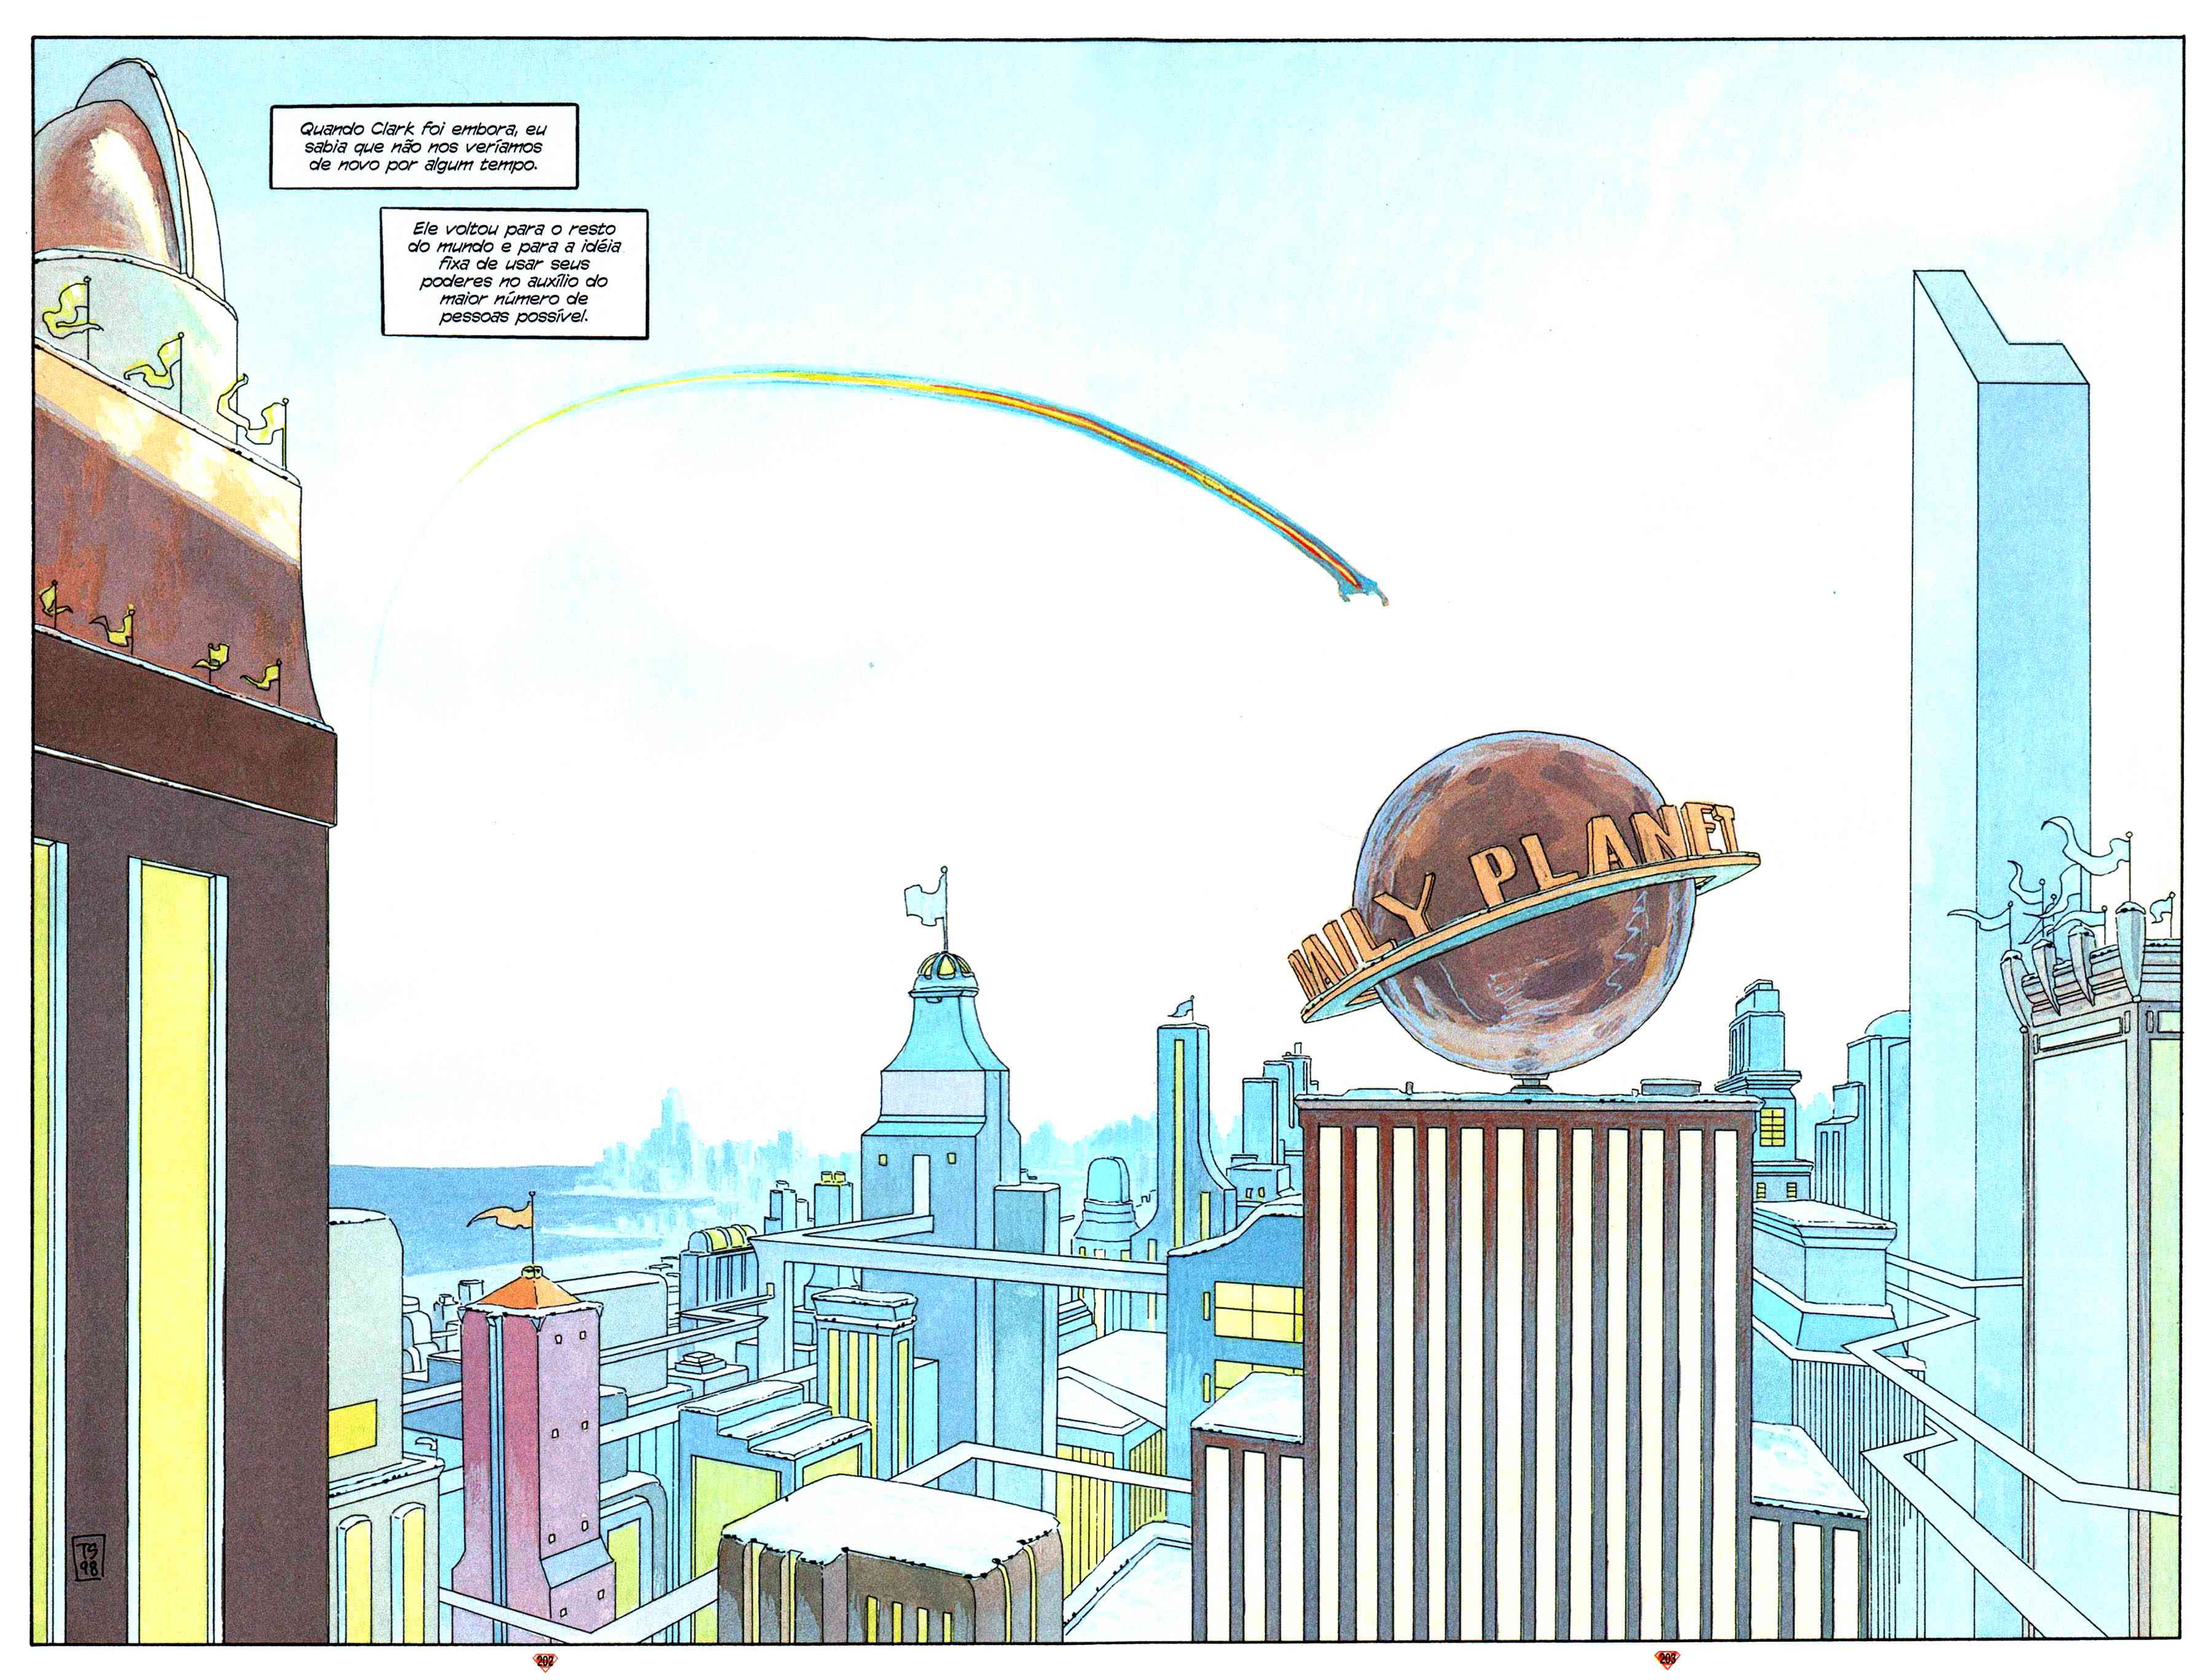 Quando Clark foi embora, eu
sabia que não nos veríamos
de novo por algum tempo.
Ele voltou para o resto
do mundo e para a idéia
fixa de usar seus
poderes no auxílio do
maior número de
pessoas possível.
AILY PLANET
TS
98
202
203